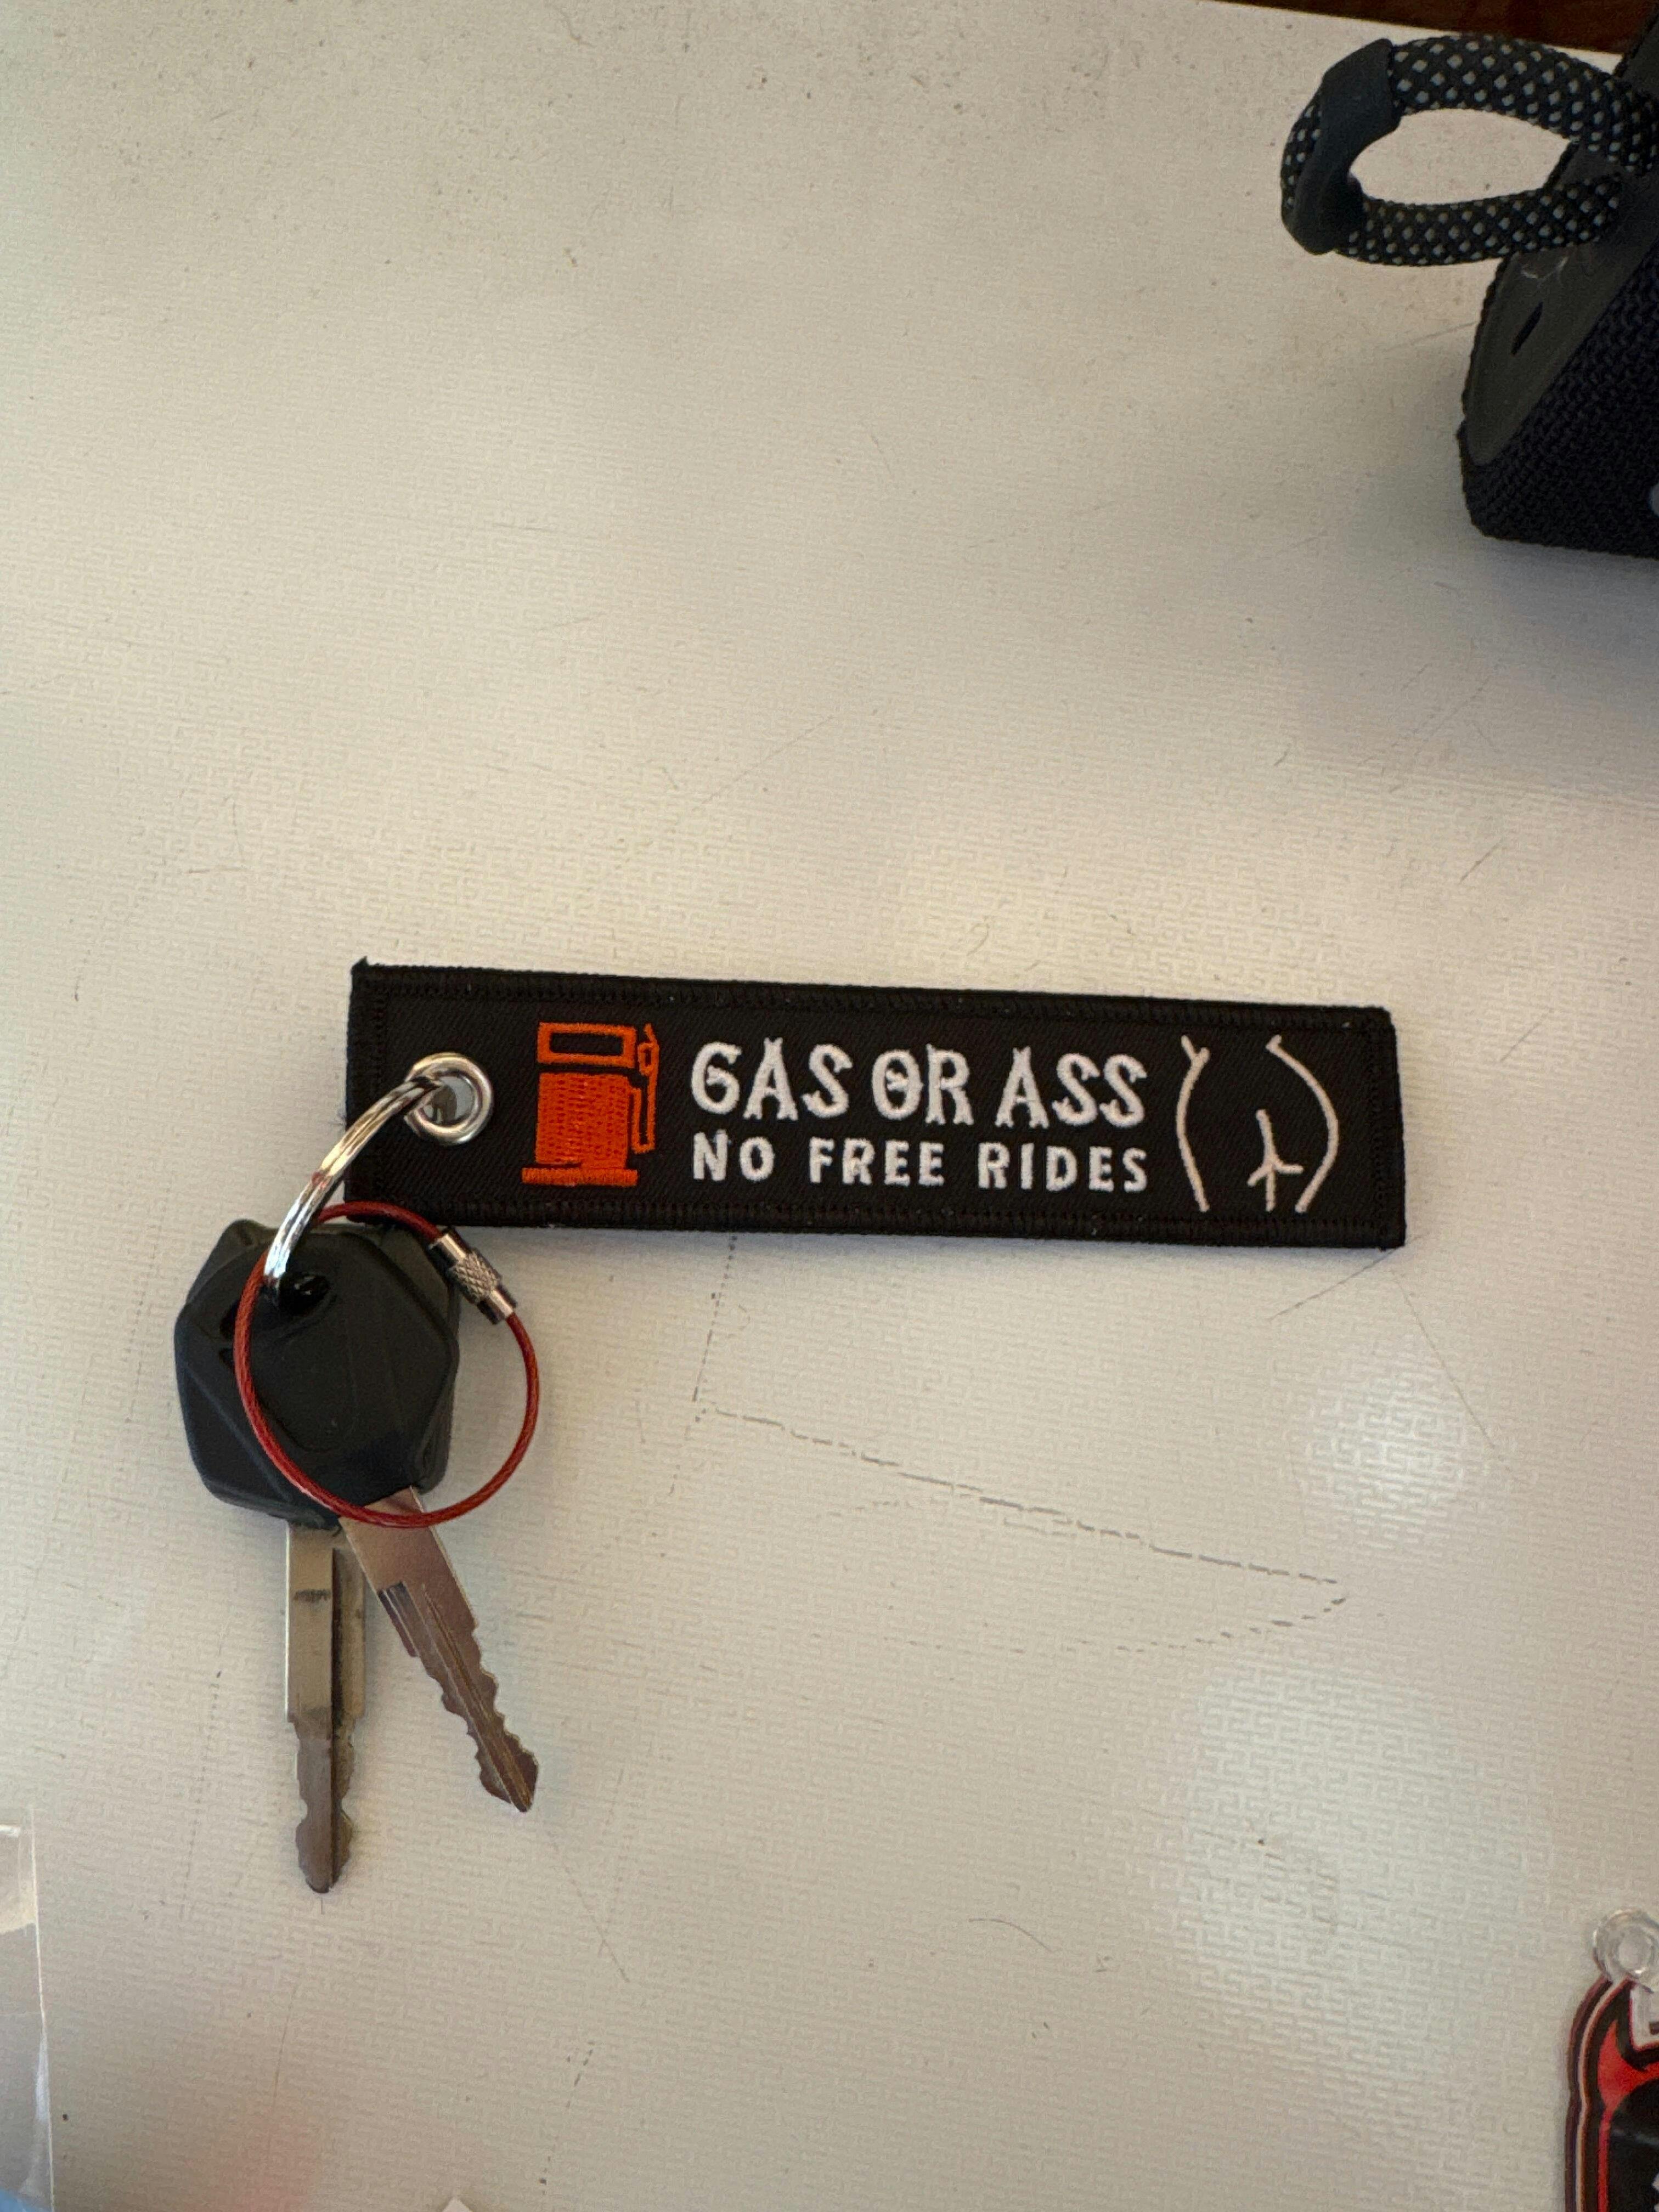 GAS OR ASS
NO FREE RIDES